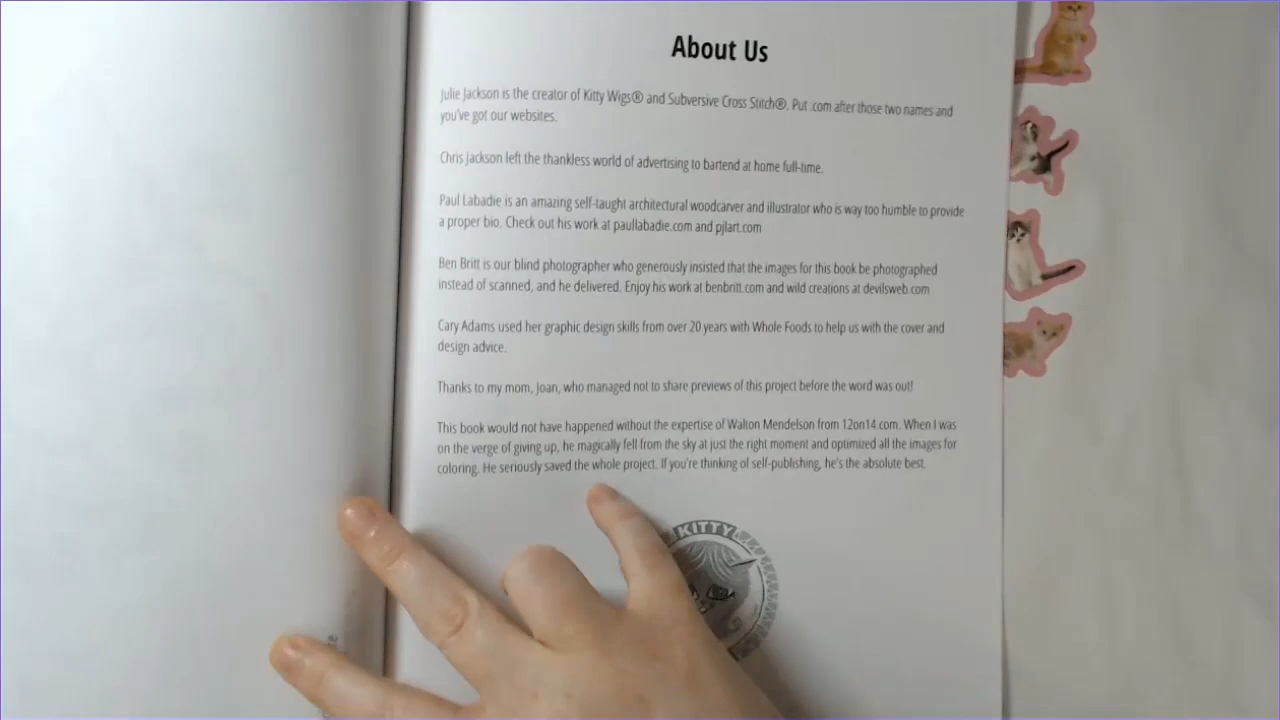 About Us
Julie Jackson is the creator of Kitty Wigs® and Subversive Cross Stitch®. Put .com after those two names and
you've got our websites.
Chris Jackson left the thankless world of advertising to bartend at home full-time.
Paul Labadie is an amazing self-taught architectural woodcarver and illustrator who is way too humble to provide
a proper bio. Check out his work at paullabadie.com and pjlart.com
Ben Britt is our blind photographer who generously insisted that the images for this book be photographed
instead of scanned, and he delivered. Enjoy his work at benbritt.com and wild creations at devilsweb.com
Cary Adams used her graphic design skills from over 20 years with Whole Foods to help us with the cover and
design advice.
Thanks to my mom, Joan, who managed not to share previews of this project before the word was out!
This book would not have happened without the expertise of Walton Mendelson from 12on14.com. When I was
on the verge of giving up, he magically fell from the sky at just the right moment and optimized all the images for
coloring. He seriously saved the whole project. If you're thinking of self-publishing, he's the absolute best.
KITTY